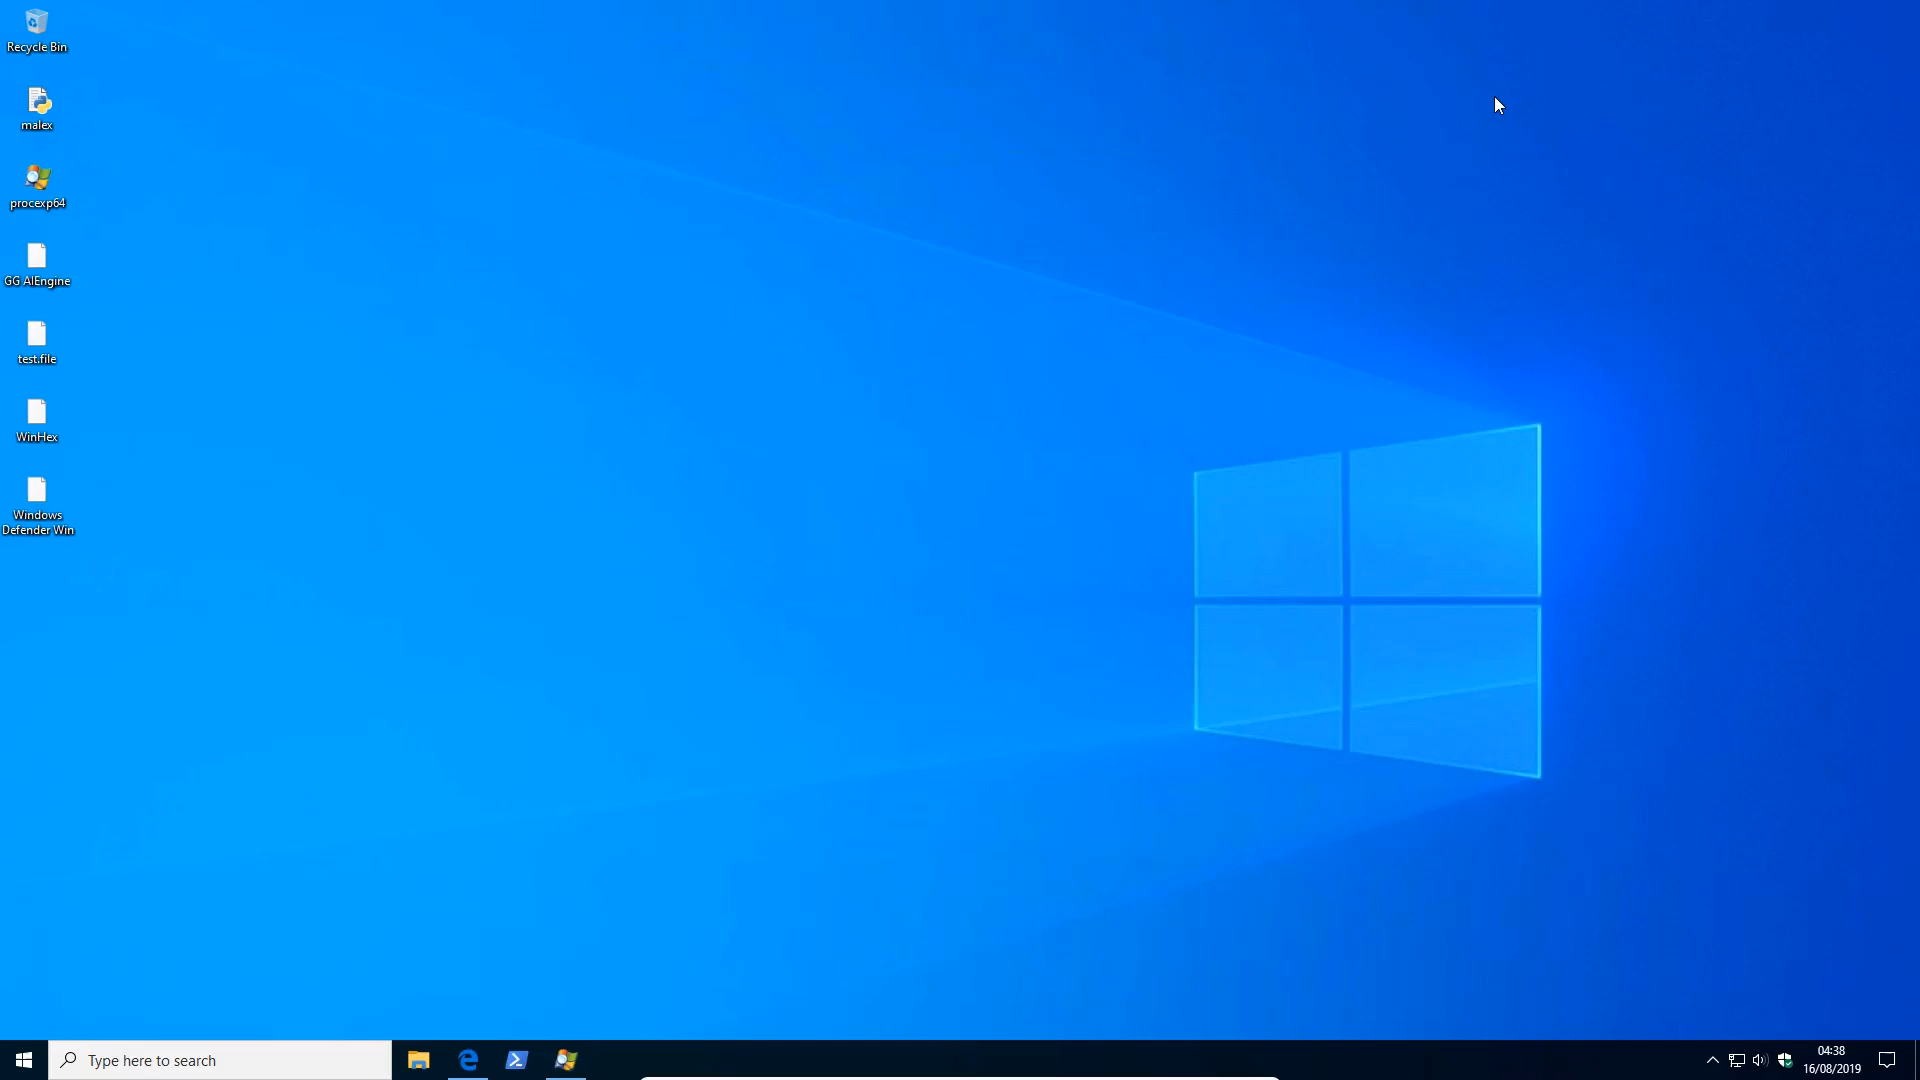 Recycle Bin
malex
procexp64
GG AIEngine
test.file
WinHex
Windows
Defender Win
Type here to search
04:38
16/08/2019